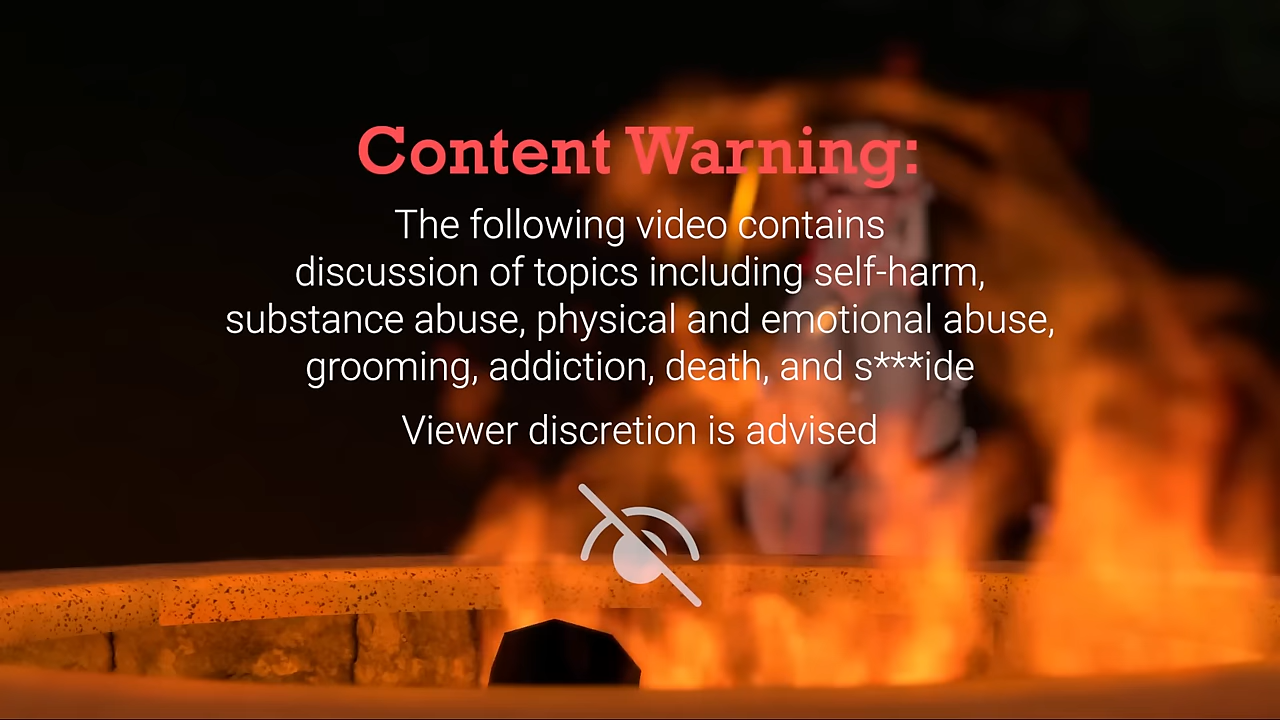 Content Warning:
The following video contains
discussion of topics including self-harm,
substance abuse, physical and emotional abuse,
grooming, addiction, death, and s***ide
Viewer discretion is advised